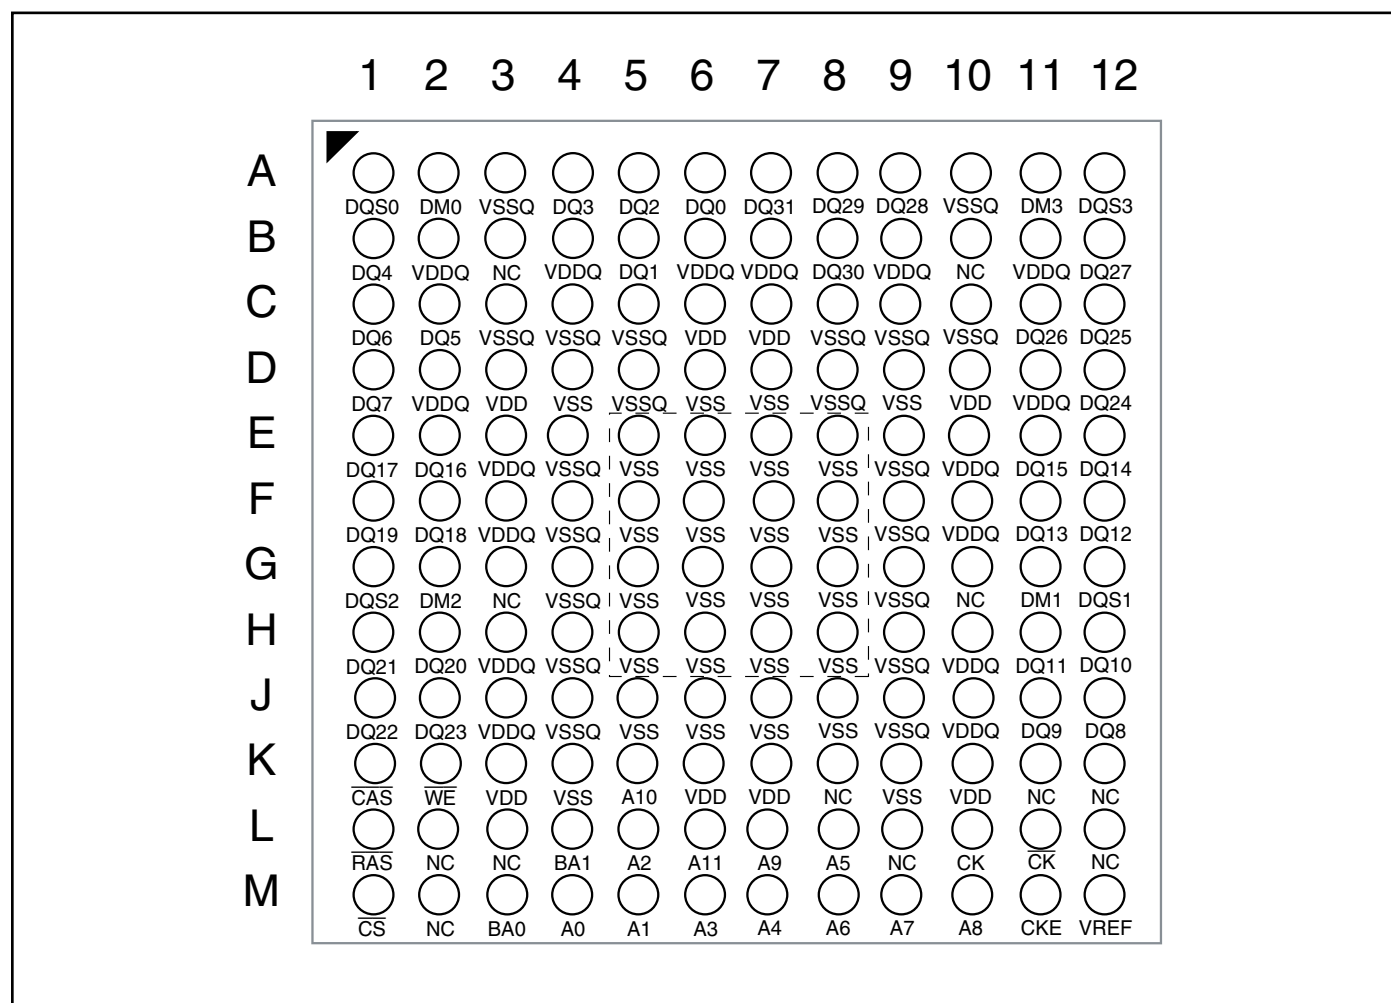 1 2 3 4 5 6 7 8 9 10 11 12
A
DQS0 DM0 VSSQ DQ3 DQ2 DQ0 DQ31 DQ29 DQ28 VSSQ DM3 DQS3
B
DQ4 VDDQ NC VDDQ DQ1 VDDQ VDDQ DQ30 VDDQ NC VDDQ DQ27
C
DQ6 DQ5 VSSQ VSSQ VSSQ VDD VDD VSSQ VSSQ VSSQ DQ26 DQ25
D
DQ7 VDDQ VDD VSS VSSQ VSS VSS VSSQ VSS VDD VDDQ DQ24
E
DQ17 DQ16 VDDQ VSSQ VSS VSS VSS VSS VSSQ VDDQ DQ15 DQ14
F
DQ19 DQ18 VDDQ VSSQ VSS VSS VSS VSS VSSQ VDDQ DQ13 DQ12
G
DQS2 DM2 NC VSSQ VSS VSS VSS VSS VSSQ NC DM1 DQS1
H
DQ21 DQ20 VDDQ VSSQ VSS VSS VSS VSS VSSQ VDDQ DQ11 DQ10
J
DQ22 DQ23 VDDQ VSSQ VSS VSS VSS VSS VSSQ VDDQ DQ9 DQ8
K
C̅A̅S̅ W̅E̅ VDD VSS A10 VDD VDD NC VSS VDD NC NC
L
R̅A̅S̅ NC NC BA1 A2 A11 A9 A5 NC CK C̅K̅ NC
M
C̅S̅ NC BA0 A0 A1 A3 A4 A6 A7 A8 CKE VREF